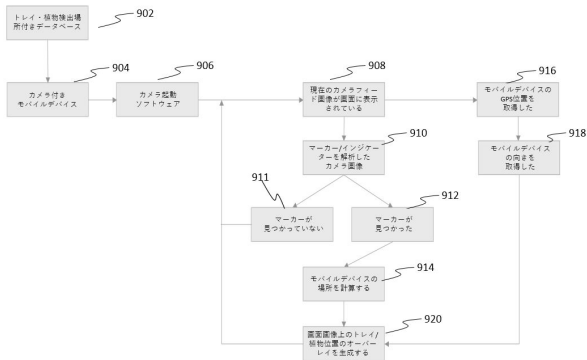 トレイ・植物検出場
所付きデータベース
902
904
906
908
916
カメラ付き
モバイルデバイス
カメラ起動
ソフトウェア
現在のカメラフィ
ード画像が画面に表示
されている
モバイルデバイスの
GPS位置を
取得した
910
918
マーカー/インジケー
ターを解析した
カメラ画像
モバイルデバイス
の向きを
取得した
911
912
マーカーが
見つかっていない
マーカーが
見つかった
914
モバイルデバイスの
場所を計算する
920
画面画像上のトレイ/
植物位置のオーバー
レイを生成する